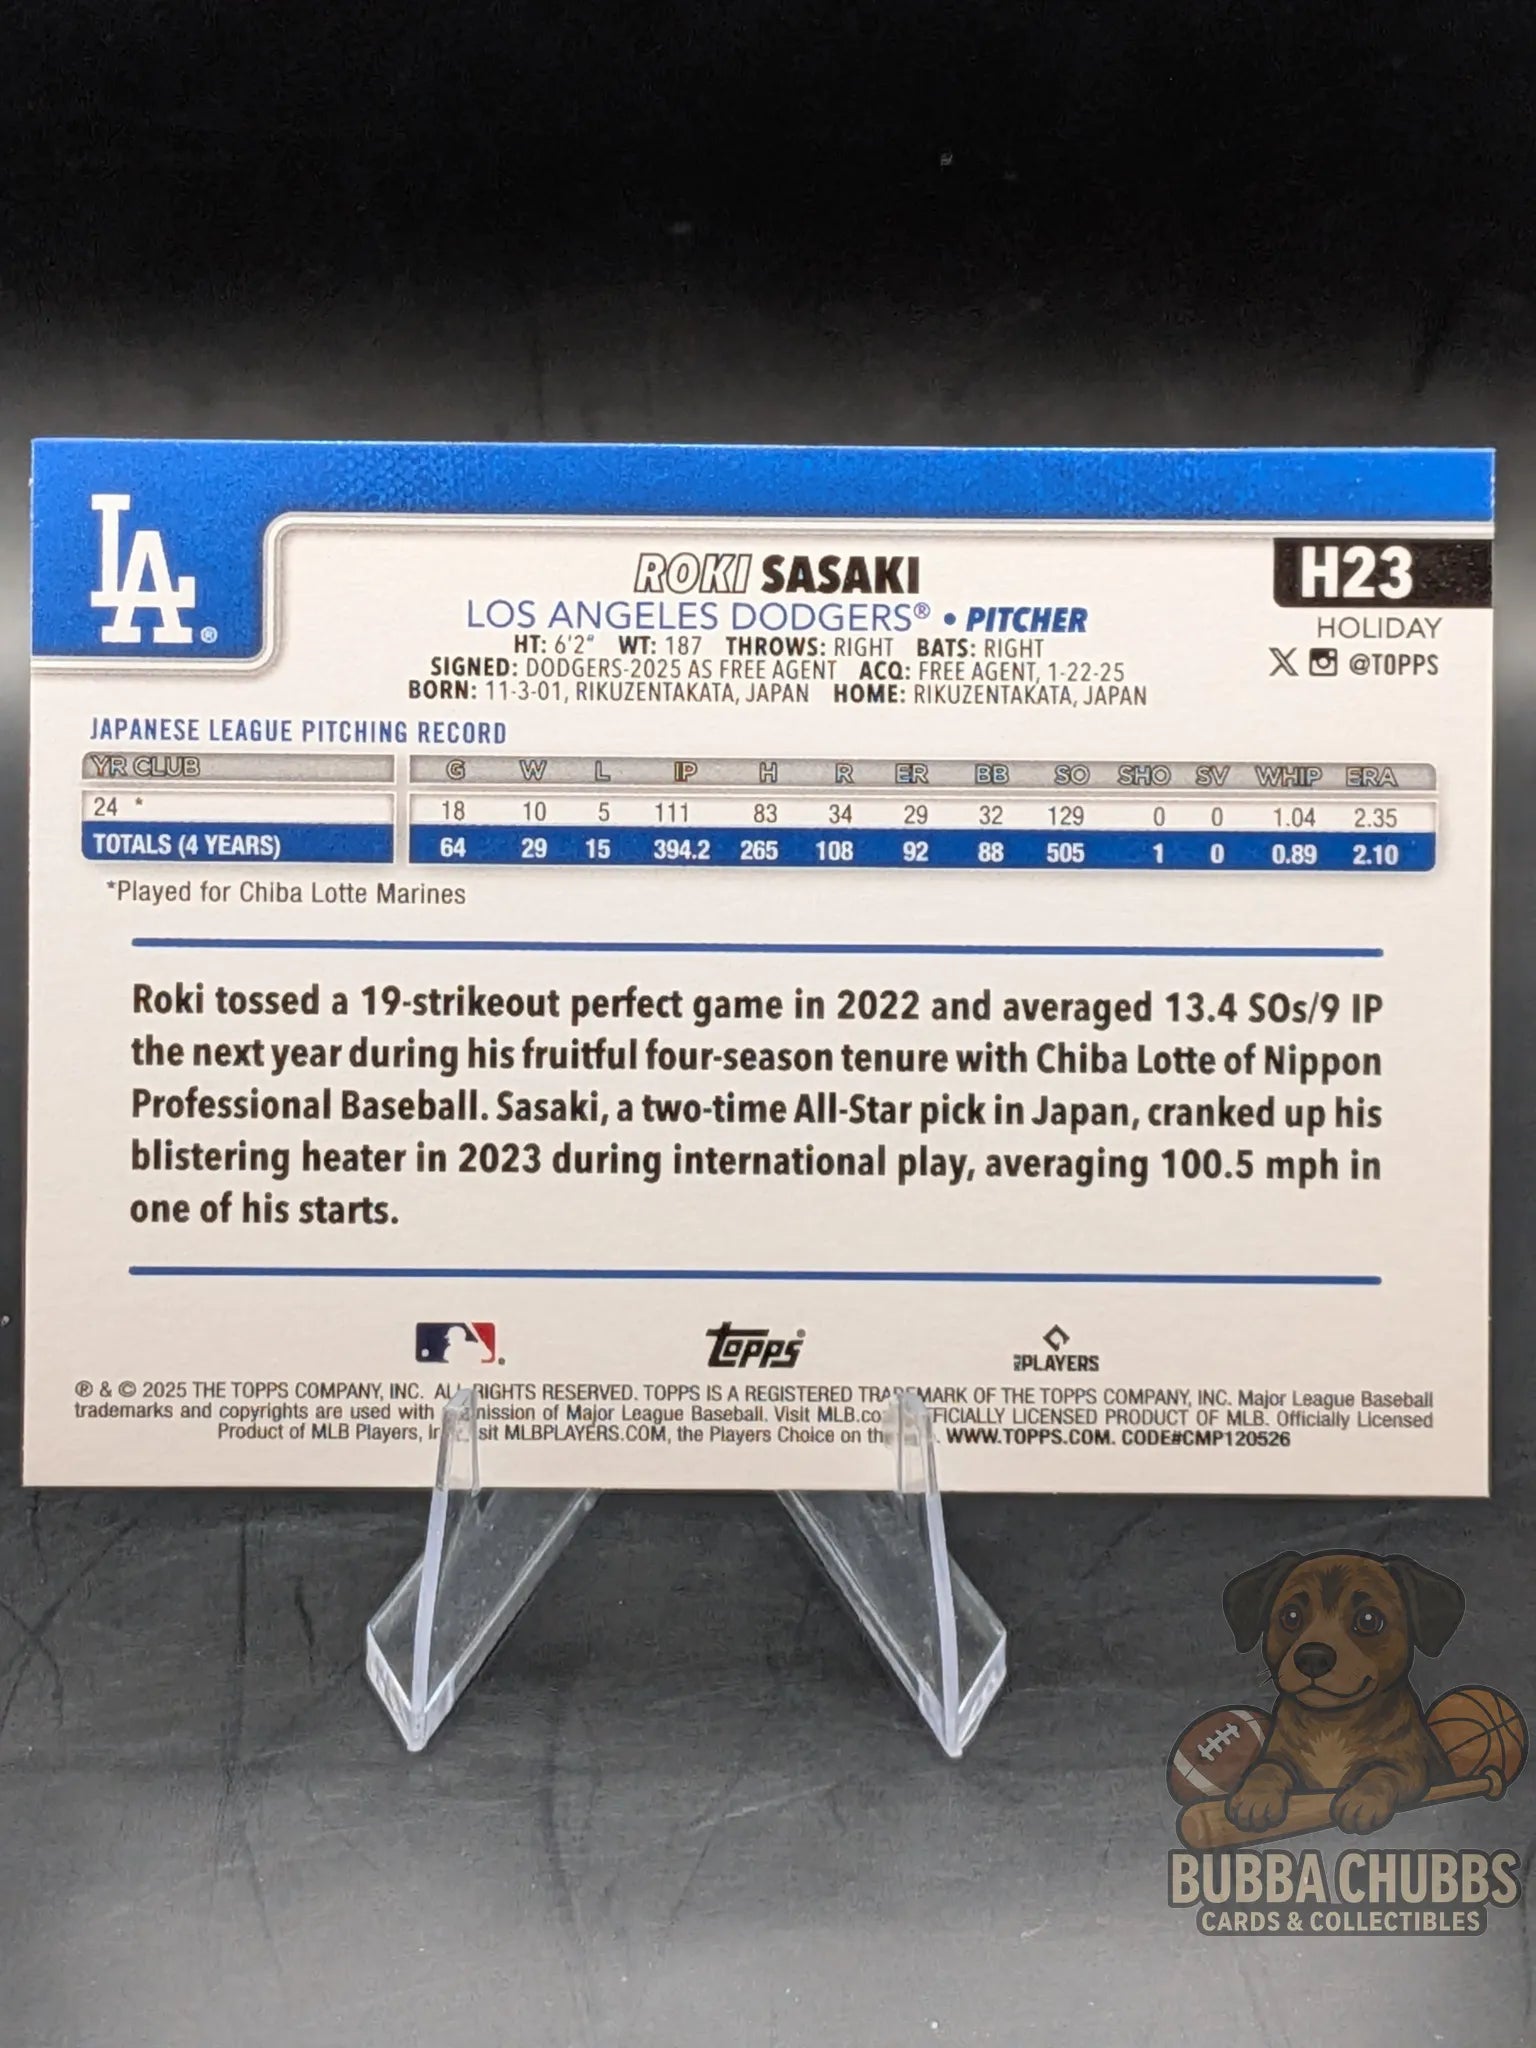 LA®
ROKI SASAKI
LOS ANGELES DODGERS® • PITCHER
HT: 6'2" WT: 187 THROWS: RIGHT BATS: RIGHT
SIGNED: DODGERS-2025 AS FREE AGENT ACQ: FREE AGENT, 1-22-25
BORN: 11-3-01, RIKUZENTAKATA, JAPAN HOME: RIKUZENTAKATA, JAPAN
H23
HOLIDAY
X @TOPPS
JAPANESE LEAGUE PITCHING RECORD
YR CLUB G W L IP H R ER BB SO SHO SV WHIP ERA
24 * 18 10 5 111 83 34 29 32 129 0 0 1.04 2.35
TOTALS (4 YEARS) 64 29 15 394.2 265 108 92 88 505 1 0 0.89 2.10
*Played for Chiba Lotte Marines
Roki tossed a 19-strikeout perfect game in 2022 and averaged 13.4 SOs/9 IP
the next year during his fruitful four-season tenure with Chiba Lotte of Nippon
Professional Baseball. Sasaki, a two-time All-Star pick in Japan, cranked up his
blistering heater in 2023 during international play, averaging 100.5 mph in
one of his starts.
Topps®
PLAYERS
® & © 2025 THE TOPPS COMPANY, INC. ALL RIGHTS RESERVED. TOPPS IS A REGISTERED TRADEMARK OF THE TOPPS COMPANY, INC. Major League Baseball
trademarks and copyrights are used with permission of Major League Baseball. Visit MLB.co OFFICIALLY LICENSED PRODUCT OF MLB. Officially Licensed
Product of MLB Players, In sit MLBPLAYERS.COM, the Players Choice on th . WWW.TOPPS.COM. CODE#CMP120526
BUBBA CHUBBS
CARDS & COLLECTIBLES